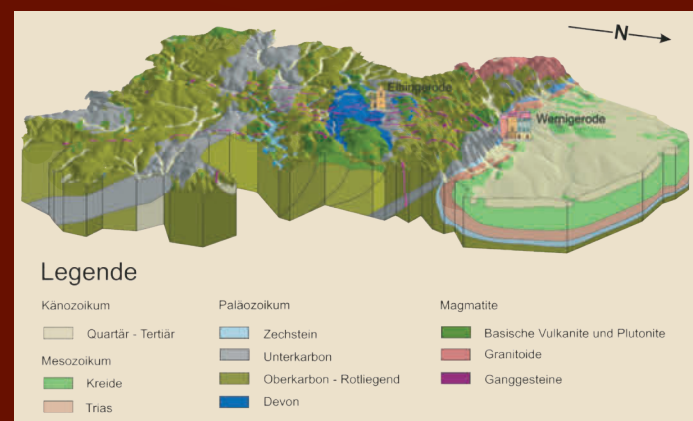 N
Elbingerode
Wernigerode
Legende
Känozoikum
Quartär - Tertiär
Mesozoikum
Kreide
Trias
Paläozoikum
Zechstein
Unterkarbon
Oberkarbon - Rotliegend
Devon
Magmatite
Basische Vulkanite und Plutonite
Granitoide
Ganggesteine